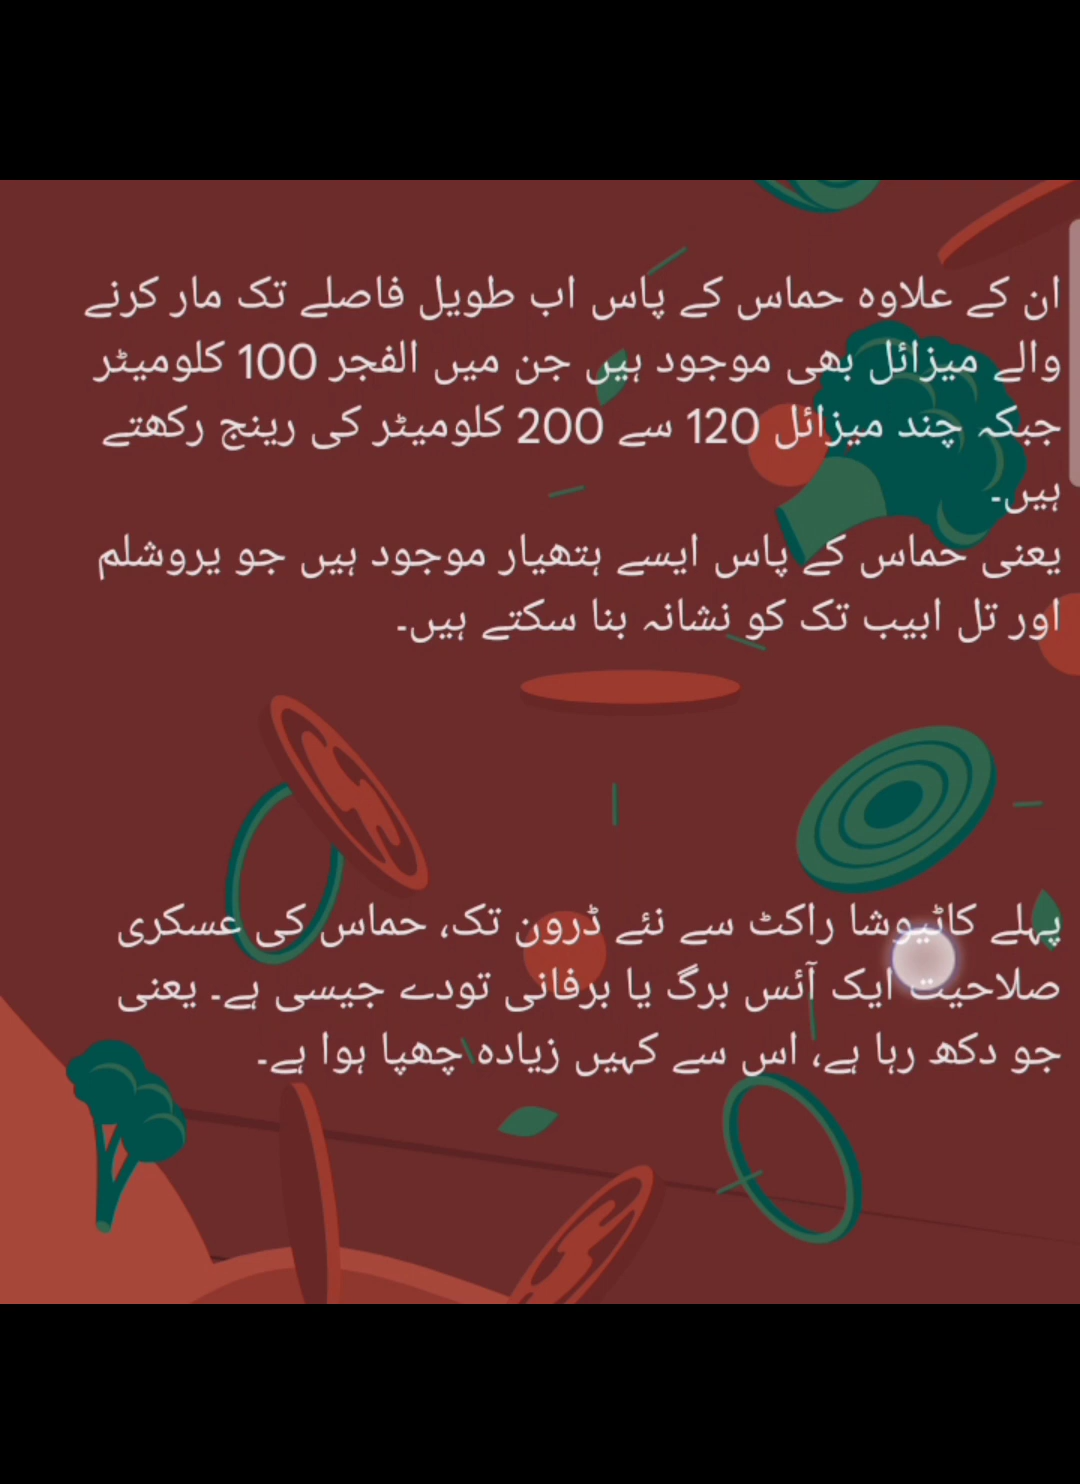 ان کے علاوہ حماس کے پاس اب طویل فاصلے تک مار کرنے
والے میزائل بھی موجود ہیں جن میں الفجر 100 کلومیٹر
جبکہ چند میزائل 120 سے 200 کلومیٹر کی رینج رکھتے
ہیں۔
یعنی حماس کے پاس ایسے ہتھیار موجود ہیں جو یروشلم
اور تل ابیب تک کو نشانہ بنا سکتے ہیں۔
پہلے کاٹیوشا راکٹ سے نئے ڈرون تک، حماس کی عسکری
صلاحیت ایک آئس برگ یا برفانی تودے جیسی ہے۔ یعنی
جو دکھ رہا ہے، اس سے کہیں زیادہ چھپا ہوا ہے۔